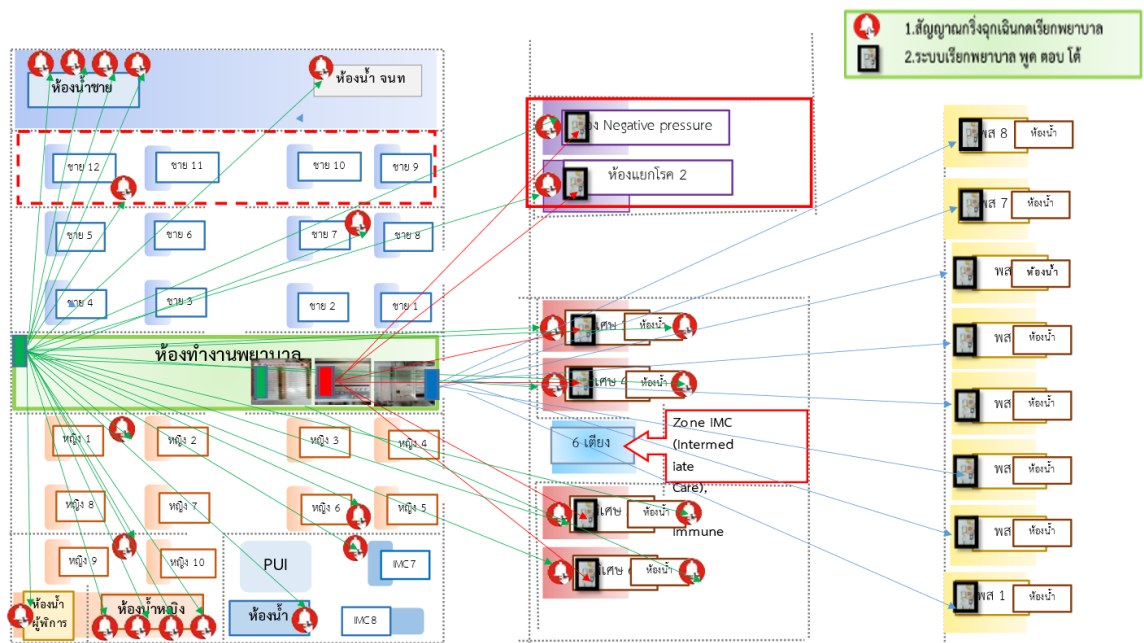 1.สัญญาณกริ่งฉุกเฉินกดเรียกพยาบาล
2.ระบบเรียกพยาบาล พูด ตอบ โต้
ห้องน้ำชาย
ห้องน้ำ จนท
ชาย 12
ชาย 11
ชาย 10
ชาย 9
ชาย 5
ชาย 6
ชาย 7
ชาย 8
ชาย 4
ชาย 3
ชาย 2
ชาย 1
ห้องทำงานพยาบาล
หญิง 1
หญิง 2
หญิง 3
หญิง 4
หญิง 8
หญิง 7
หญิง 6
หญิง 5
หญิง 9
หญิง 10
PUI
IMC7
ห้องน้ำ
ผู้พิการ
ห้องน้ำหญิง
ห้องน้ำ
IMC8
Negative pressure
ห้องแยกโรค 2
ห้องน้ำ
ห้องน้ำ
6 เตียง
Zone IMC
(Intermed
iate
Care),
Immune
ห้องน้ำ
ห้องน้ำ
พส 8
ห้องน้ำ
พส 7
ห้องน้ำ
พส
ห้องน้ำ
พส
ห้องน้ำ
พส
ห้องน้ำ
พส
ห้องน้ำ
พส
ห้องน้ำ
พส 1
ห้องน้ำ